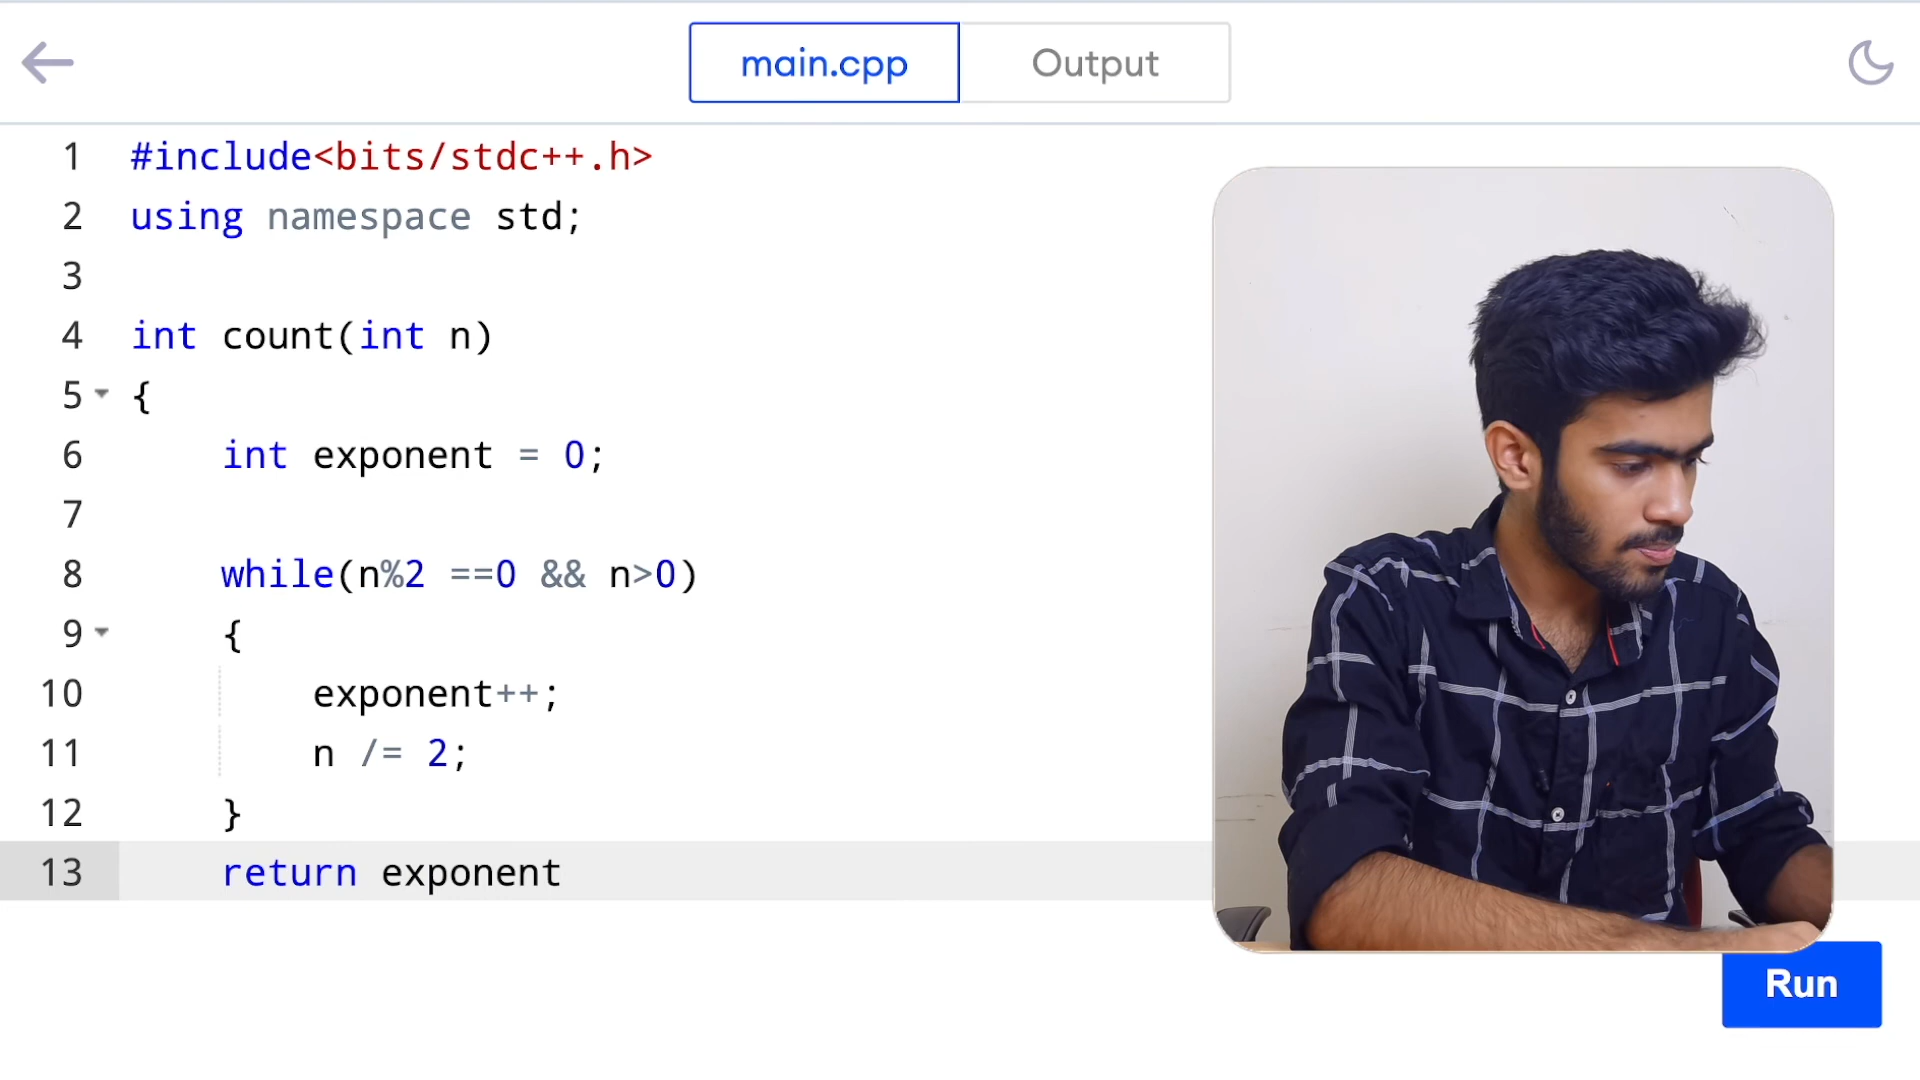 main.cpp Output
1 #include<bits/stdc++.h>
2 using namespace std;
3
4 int count(int n)
5 {
6     int exponent = 0;
7
8     while(n%2 ==0 && n>0)
9     {
10         exponent++;
11         n /= 2;
12     }
13     return exponent
Run